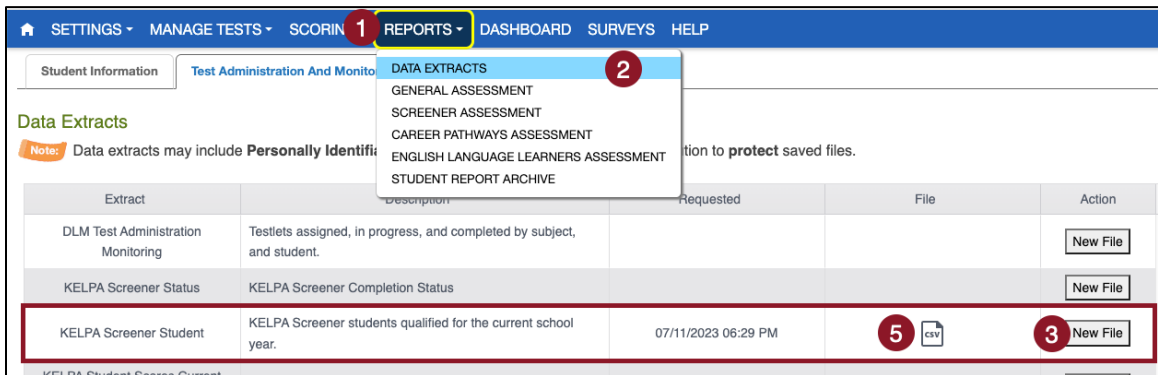 SETTINGS MANAGE TESTS SCORIN 1 REPORTS DASHBOARD SURVEYS HELP
Student Information Test Administration And Monito
DATA EXTRACTS 2
GENERAL ASSESSMENT
SCREENER ASSESSMENT
CAREER PATHWAYS ASSESSMENT
ENGLISH LANGUAGE LEARNERS ASSESSMENT
STUDENT REPORT ARCHIVE
Data Extracts
Note: Data extracts may include Personally Identifia tion to protect saved files.
Extract Description Requested File Action
DLM Test Administration
Monitoring
Testlets assigned, in progress, and completed by subject,
and student.
New File
KELPA Screener Status KELPA Screener Completion Status New File
KELPA Screener Student
KELPA Screener students qualified for the current school
year.
07/11/2023 06:29 PM 5 csv 3 New File
KELPA Student Scores Current